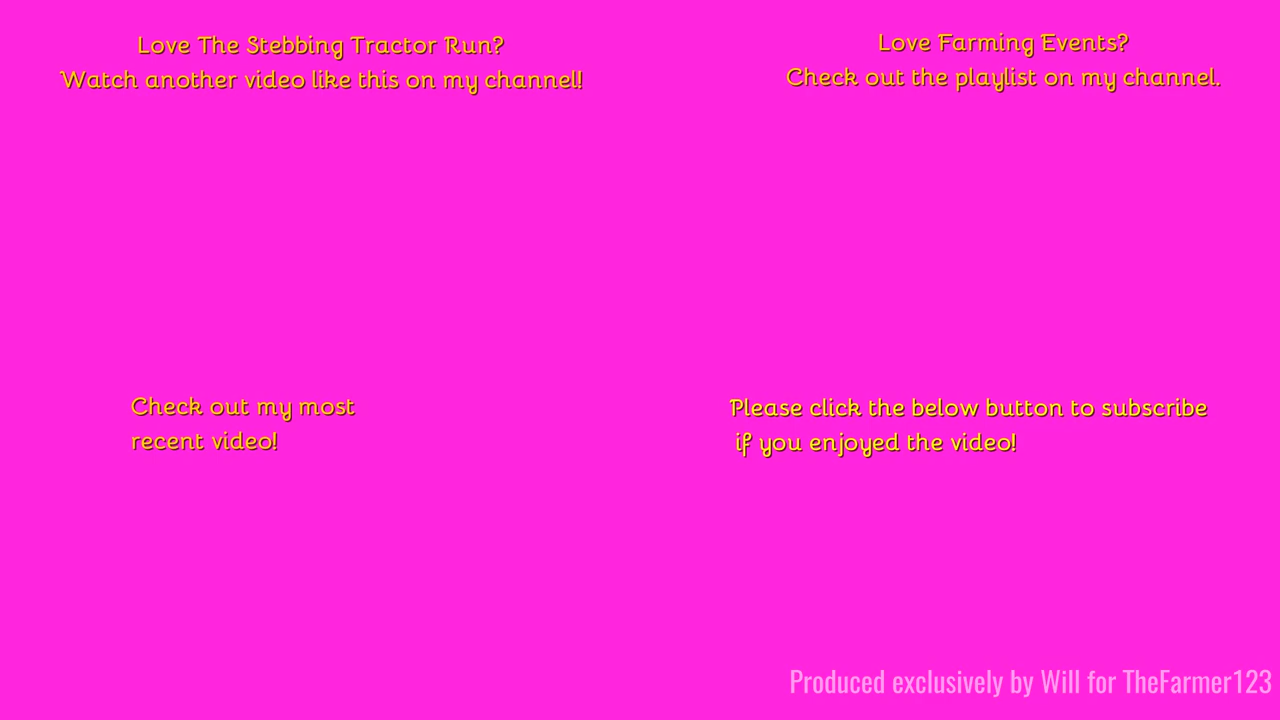 Love The Stebbing Tractor Run?
Watch another video like this on my channel!
Love Farming Events?
Check out the playlist on my channel.
Check out my most
recent video!
Please click the below button to subscribe
if you enjoyed the video!
Produced exclusively by Will for TheFarmer123